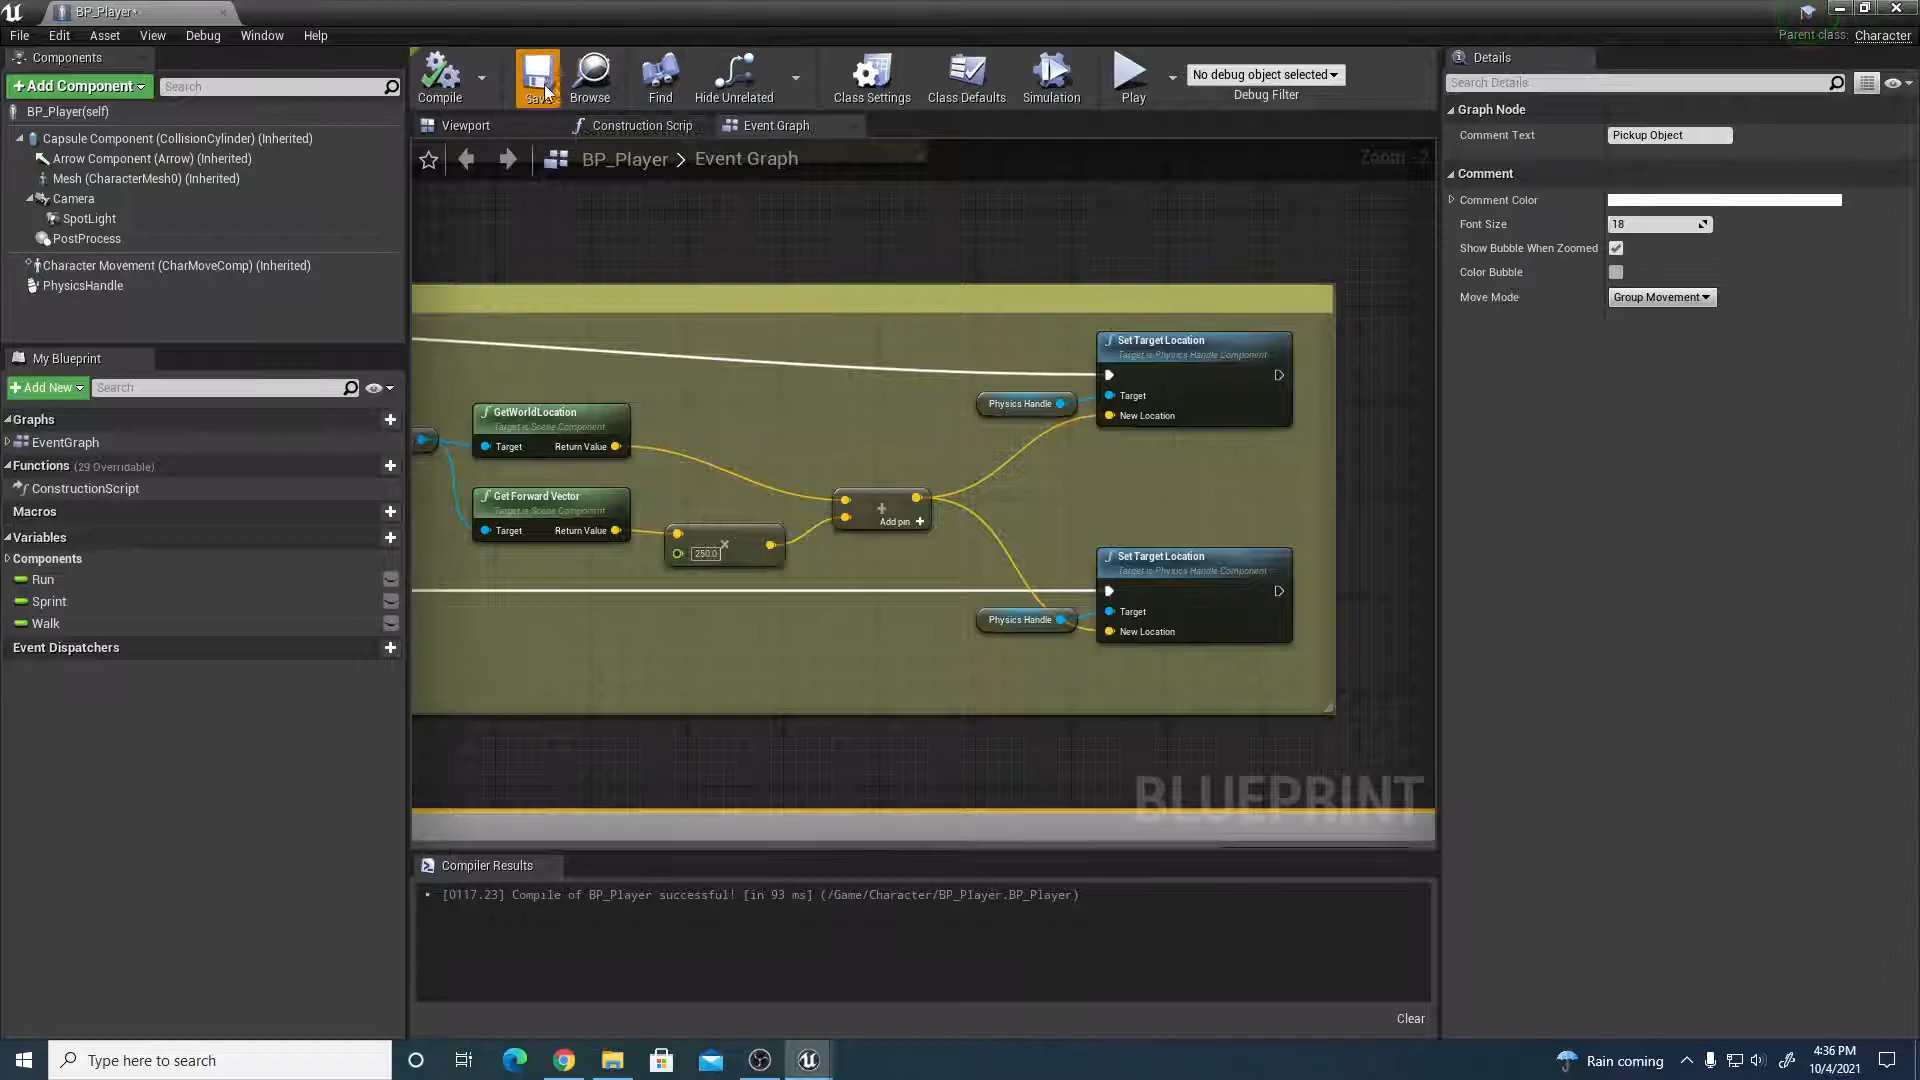 BP_Player*
File Edit Asset View Debug Window Help
Parent class: Character
Components
+Add Component
Search
BP_Player(self)
Capsule Component (CollisionCylinder) (Inherited)
Arrow Component (Arrow) (Inherited)
Mesh (CharacterMesh0) (Inherited)
Camera
SpotLight
PostProcess
Character Movement (CharMoveComp) (Inherited)
PhysicsHandle
My Blueprint
+Add New
Search
Graphs
EventGraph
Functions (29 Overridable)
ConstructionScript
Macros
Variables
Components
Run
Sprint
Walk
Event Dispatchers
Compile
Save
Browse
Find
Hide Unrelated
Class Settings
Class Defaults
Simulation
Play
No debug object selected
Debug Filter
Viewport
Construction Scrip
Event Graph
BP_Player > Event Graph
Zoom -2
GetWorldLocation
Target is Scene Component
Target Return Value
Get Forward Vector
Target is Scene Component
Target Return Value
250.0
Add pin +
Set Target Location
Target is Physics Handle Component
Physics Handle
Target
New Location
Set Target Location
Target is Physics Handle Component
Physics Handle
Target
New Location
BLUEPRINT
Compiler Results
• [0117.23] Compile of BP_Player successful! [in 93 ms] (/Game/Character/BP_Player.BP_Player)
Clear
Details
Search Details
Graph Node
Comment Text Pickup Object
Comment
Comment Color
Font Size 18
Show Bubble When Zoomed
Color Bubble
Move Mode Group Movement
Type here to search
Rain coming
4:36 PM
10/4/2021